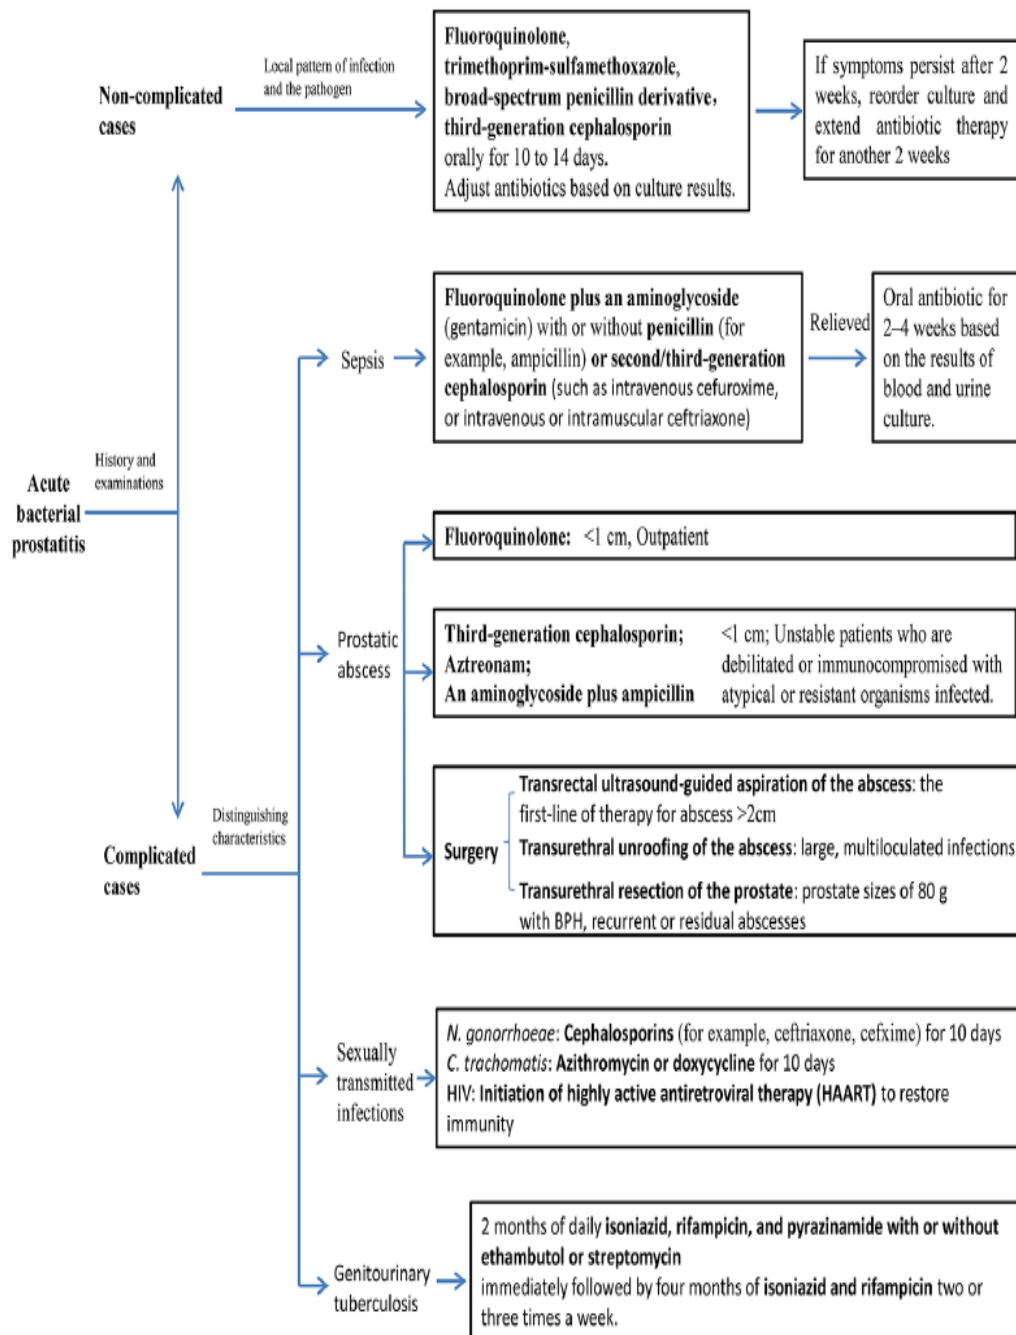 Non-complicated
cases
Local pattern of infection
and the pathogen
Fluoroquinolone,
trimethoprim-sulfamethoxazole,
broad-spectrum penicillin derivative,
third-generation cephalosporin
orally for 10 to 14 days.
Adjust antibiotics based on culture results.
If symptoms persist after 2
weeks, reorder culture and
extend antibiotic therapy
for another 2 weeks
Acute
bacterial
prostatitis
History and
examinations
Complicated
cases
Distinguishing
characteristics
Sepsis
Fluoroquinolone plus an aminoglycoside
(gentamicin) with or without penicillin (for
example, ampicillin) or second/third-generation
cephalosporin (such as intravenous cefuroxime,
or intravenous or intramuscular ceftriaxone)
Relieved
Oral antibiotic for
2–4 weeks based
on the results of
blood and urine
culture.
Prostatic
abscess
Fluoroquinolone: <1 cm, Outpatient
Third-generation cephalosporin;
Aztreonam;
An aminoglycoside plus ampicillin
<1 cm; Unstable patients who are
debilitated or immunocompromised with
atypical or resistant organisms infected.
Surgery
Transrectal ultrasound-guided aspiration of the abscess: the
first-line of therapy for abscess >2cm
Transurethral unroofing of the abscess: large, multiloculated infections
Transurethral resection of the prostate: prostate sizes of 80 g
with BPH, recurrent or residual abscesses
Sexually
transmitted
infections
N. gonorrhoeae: Cephalosporins (for example, ceftriaxone, cefxime) for 10 days
C. trachomatis: Azithromycin or doxycycline for 10 days
HIV: Initiation of highly active antiretroviral therapy (HAART) to restore
immunity
Genitourinary
tuberculosis
2 months of daily isoniazid, rifampicin, and pyrazinamide with or without
ethambutol or streptomycin
immediately followed by four months of isoniazid and rifampicin two or
three times a week.